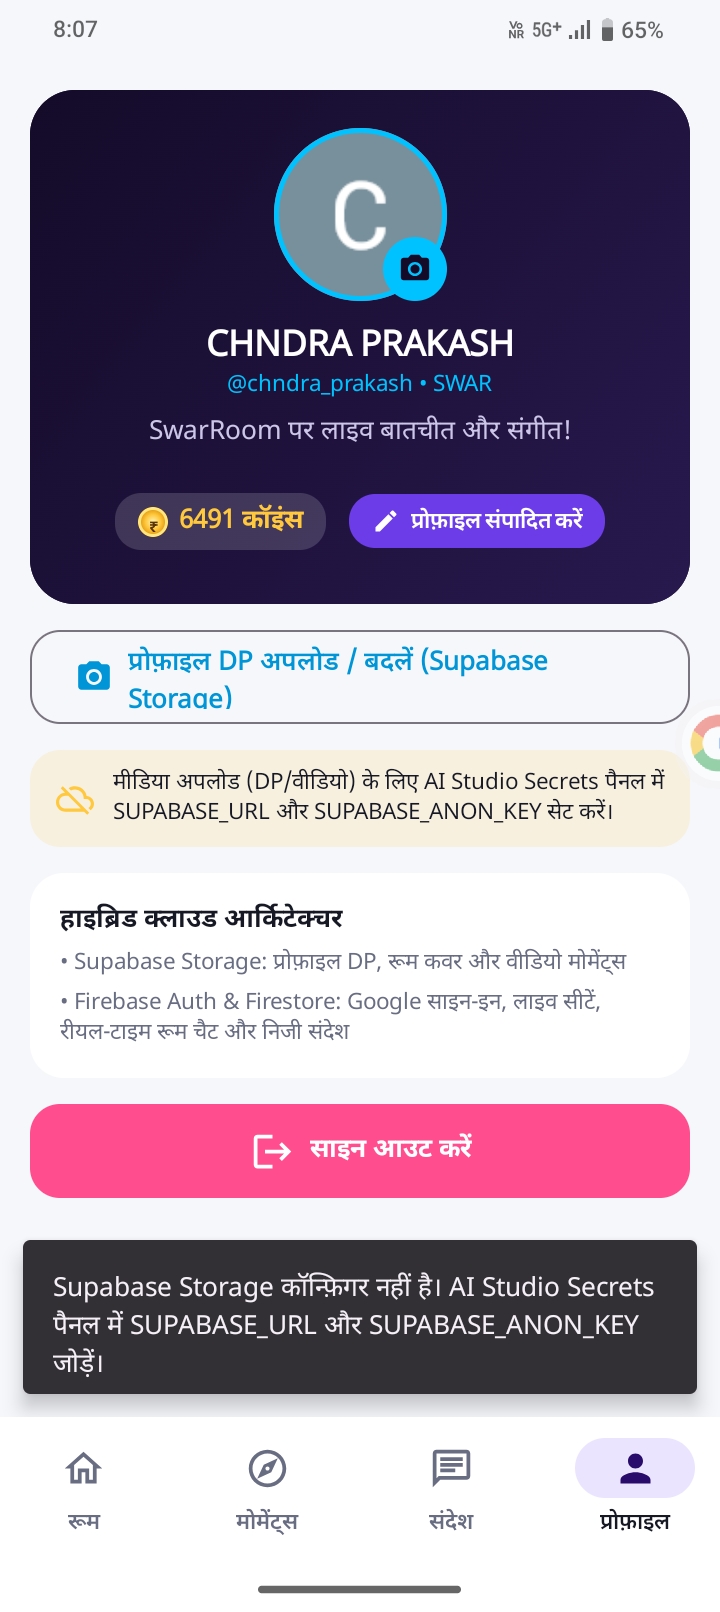 8:07
Vo NR 5G+ 65%
C
CHNDRA PRAKASH
@chndra_prakash • SWAR
SwarRoom पर लाइव बातचीत और संगीत!
₹ 6491 कॉइंस
प्रोफ़ाइल संपादित करें
प्रोफ़ाइल DP अपलोड / बदलें (Supabase
Storage)
मीडिया अपलोड (DP/वीडियो) के लिए AI Studio Secrets पैनल में
SUPABASE_URL और SUPABASE_ANON_KEY सेट करें।
हाइब्रिड क्लाउड आर्किटेक्चर
• Supabase Storage: प्रोफ़ाइल DP, रूम कवर और वीडियो मोमेंट्स
• Firebase Auth & Firestore: Google साइन-इन, लाइव सीटें,
रीयल-टाइम रूम चैट और निजी संदेश
साइन आउट करें
Supabase Storage कॉन्फ़िगर नहीं है। AI Studio Secrets
पैनल में SUPABASE_URL और SUPABASE_ANON_KEY
जोड़ें।
रूम
मोमेंट्स
संदेश
प्रोफ़ाइल